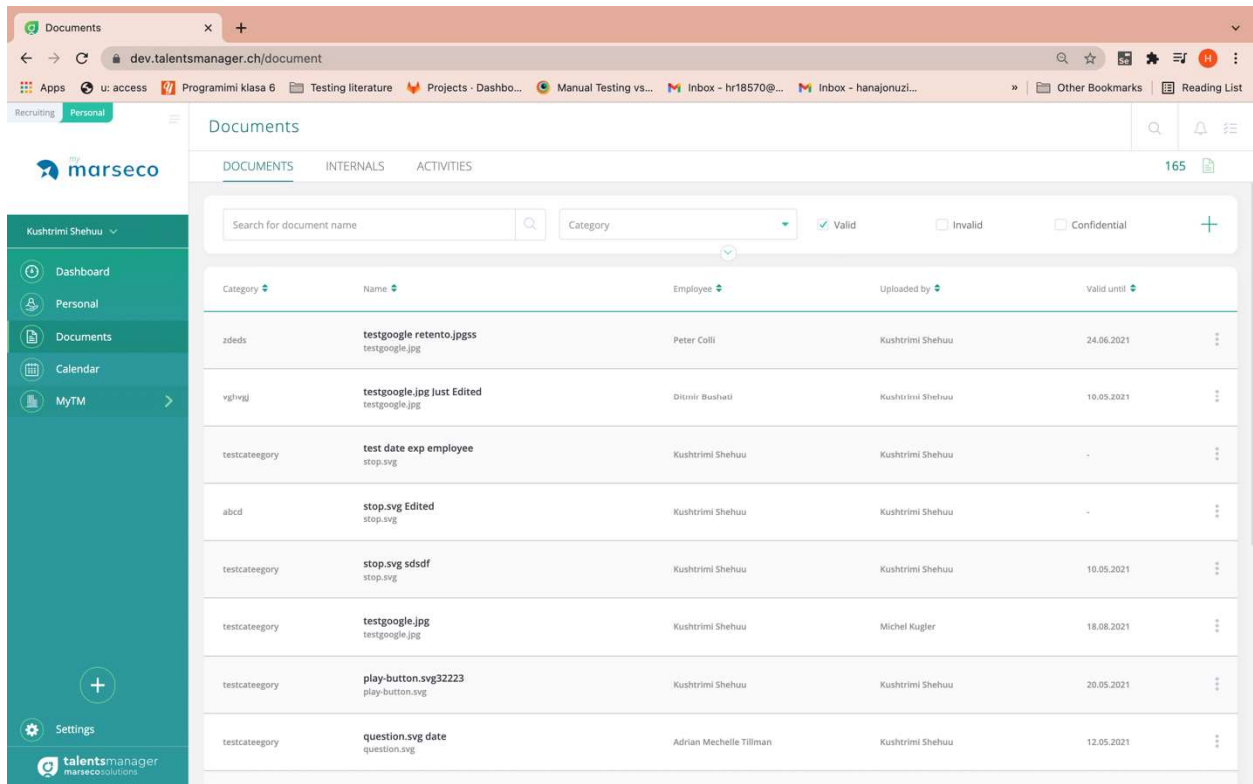 Documents
dev.talentsmanager.ch/document
Apps u: access Programimi klasa 6 Testing literature Projects · Dashbo... Manual Testing vs... Inbox - hr18570@... Inbox - hanajonuzi... » Other Bookmarks Reading List
Recruiting Personal
my
marseco
Kushtrimi Shehuu
Dashboard
Personal
Documents
Calendar
MyTM
Settings
talentsmanager
marsecosolutions
Documents
DOCUMENTS INTERNALS ACTIVITIES 165
Search for document name Category Valid Invalid Confidential
Category Name Employee Uploaded by Valid until
zdeds testgoogle retento.jpgss Peter Colli Kushtrimi Shehuu 24.06.2021
testgoogle.jpg
vghvgj testgoogle.jpg Just Edited Ditmir Bushati Kushtrimi Shehuu 10.05.2021
testgoogle.jpg
testcateegory test date exp employee Kushtrimi Shehuu Kushtrimi Shehuu -
stop.svg
abcd stop.svg Edited Kushtrimi Shehuu Kushtrimi Shehuu -
stop.svg
testcateegory stop.svg sdsdf Kushtrimi Shehuu Kushtrimi Shehuu 10.05.2021
stop.svg
testcateegory testgoogle.jpg Kushtrimi Shehuu Michel Kugler 18.08.2021
testgoogle.jpg
testcateegory play-button.svg32223 Kushtrimi Shehuu Kushtrimi Shehuu 20.05.2021
play-button.svg
testcateegory question.svg date Adrian Mechelle Tillman Kushtrimi Shehuu 12.05.2021
question.svg